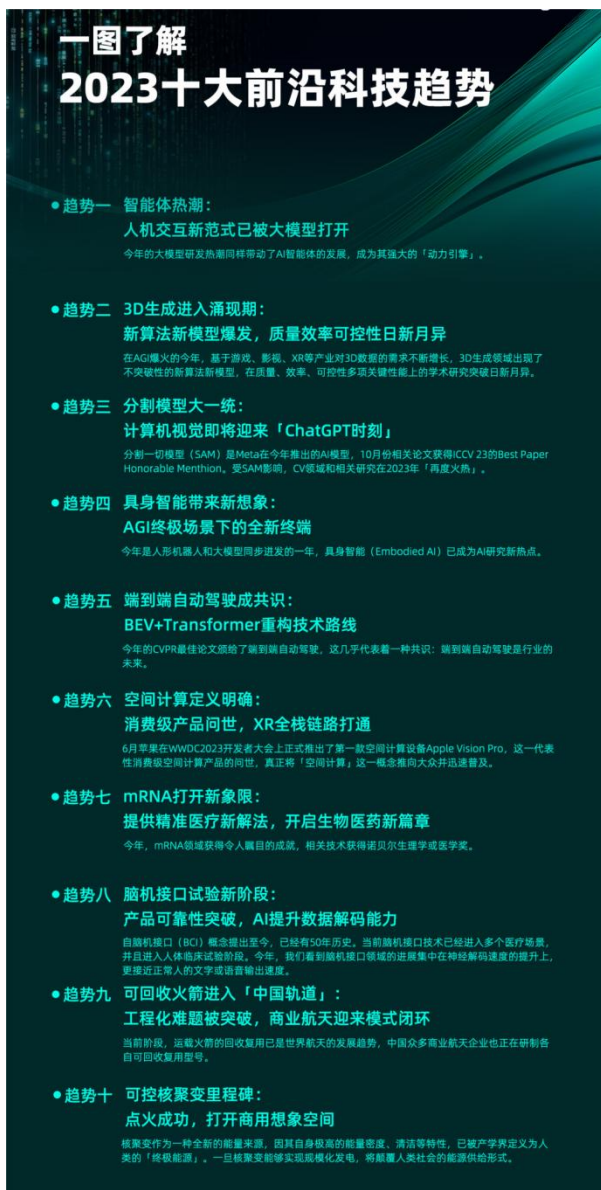 一图了解
2023十大前沿科技趋势
趋势一 智能体热潮：
人机交互新范式已被大模型打开
今年的大模型研发热潮同样带动了AI智能体的发展，成为其强大的「动力引擎」。
趋势二 3D生成进入涌现期：
新算法新模型爆发，质量效率可控性日新月异
在AGI爆火的今年，基于游戏、影视、XR等产业对3D数据的需求不断增长，3D生成领域出现了
不突破性的新算法新模型，在质量、效率、可控性多项关键性能上的学术研究突破日新月异。
趋势三 分割模型大一统：
计算机视觉即将迎来「ChatGPT时刻」
分割一切模型（SAM）是Meta在今年推出的AI模型，10月份相关论文获得ICCV 23的Best Paper
Honorable Menthion。受SAM影响，CV领域和相关研究在2023年「再度火热」。
趋势四 具身智能带来新想象：
AGI终极场景下的全新终端
今年是人形机器人和大模型同步迸发的一年，具身智能（Embodied AI）已成为AI研究新热点。
趋势五 端到端自动驾驶成共识：
BEV+Transformer重构技术路线
今年的CVPR最佳论文颁给了端到端自动驾驶，这几乎代表着一种共识：端到端自动驾驶是行业的
未来。
趋势六 空间计算定义明确：
消费级产品问世，XR全栈链路打通
6月苹果在WWDC2023开发者大会上正式推出了第一款空间计算设备Apple Vision Pro，这一代表
性消费级空间计算产品的问世，真正将「空间计算」这一概念推向大众并迅速普及。
趋势七 mRNA打开新象限：
提供精准医疗新解法，开启生物医药新篇章
今年，mRNA领域获得令人瞩目的成就，相关技术获得诺贝尔生理学或医学奖。
趋势八 脑机接口试验新阶段：
产品可靠性突破，AI提升数据解码能力
自脑机接口（BCI）概念提出至今，已经有50年历史。当前脑机接口技术已经进入多个医疗场景，
并且进入人体临床试验阶段。今年，我们看到脑机接口领域的进展集中在神经解码速度的提升上，
更接近正常人的文字或语音输出速度。
趋势九 可回收火箭进入「中国轨道」：
工程化难题被突破，商业航天迎来模式闭环
当前阶段，运载火箭的回收复用已是世界航天的发展趋势，中国众多商业航天企业也正在研制各
自可回收复用型号。
趋势十 可控核聚变里程碑：
点火成功，打开商用想象空间
核聚变作为一种全新的能量来源，因其自身极高的能量密度、清洁等特性，已被产学界定义为人
类的「终极能源」。一旦核聚变能够实现规模化发电，将颠覆人类社会的能源供给形式。